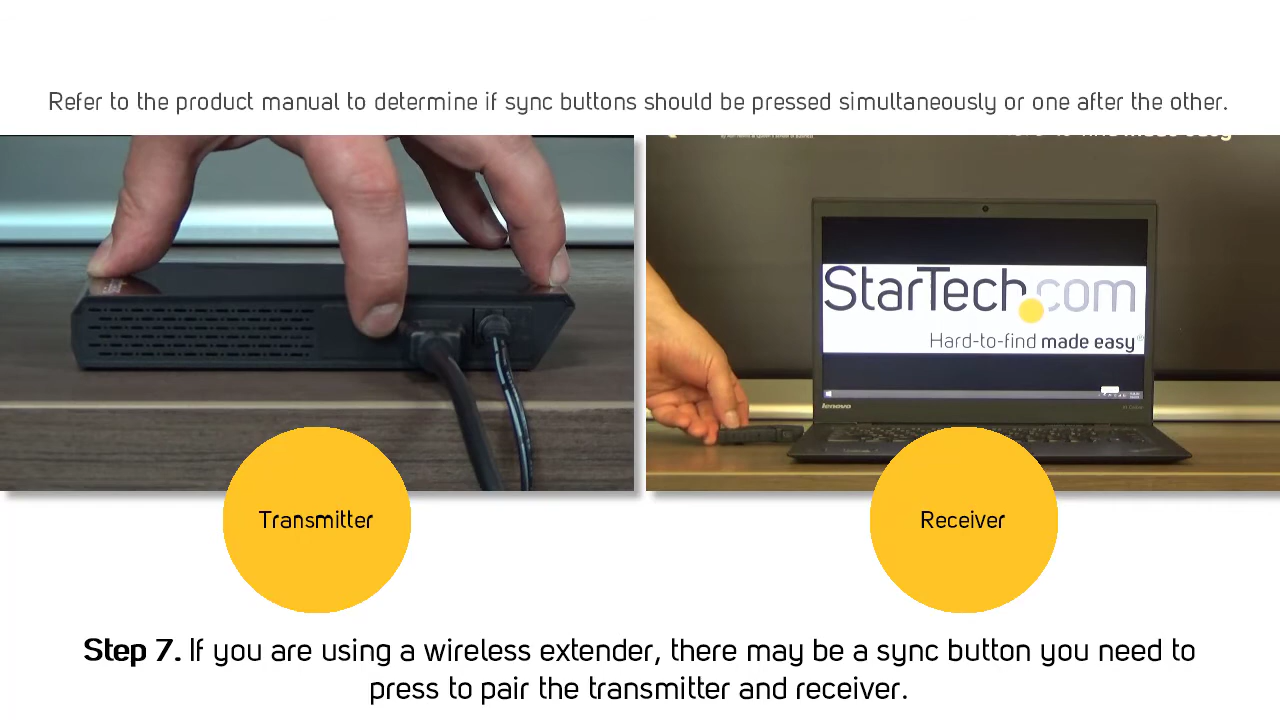 Refer to the product manual to determine if sync buttons should be pressed simultaneously or one after the other.
StarTech.com
Hard-to-find made easy®
lenovo
Transmitter
Receiver
Step 7. If you are using a wireless extender, there may be a sync button you need to
press to pair the transmitter and receiver.